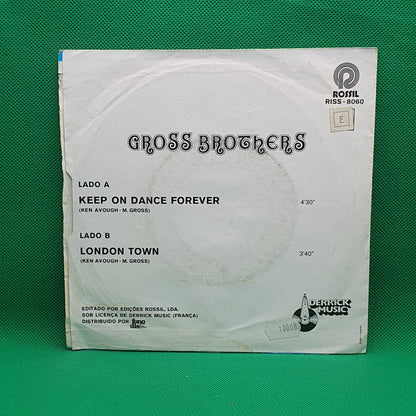 ROSSIL
RISS - 8060
E
GROSS BROTHERS
LADO A
KEEP ON DANCE FOREVER 4'30"
(KEN AVOUGH - M. GROSS)
LADO B
LONDON TOWN 3'40"
(KEN AVOUGH - M. GROSS)
EDITADO POR EDIÇÕES ROSSIL, LDA.
SOB LICENÇA DE DERRICK MUSIC (FRANÇA)
DISTRIBUIDO POR
DERRICK
MUSIC